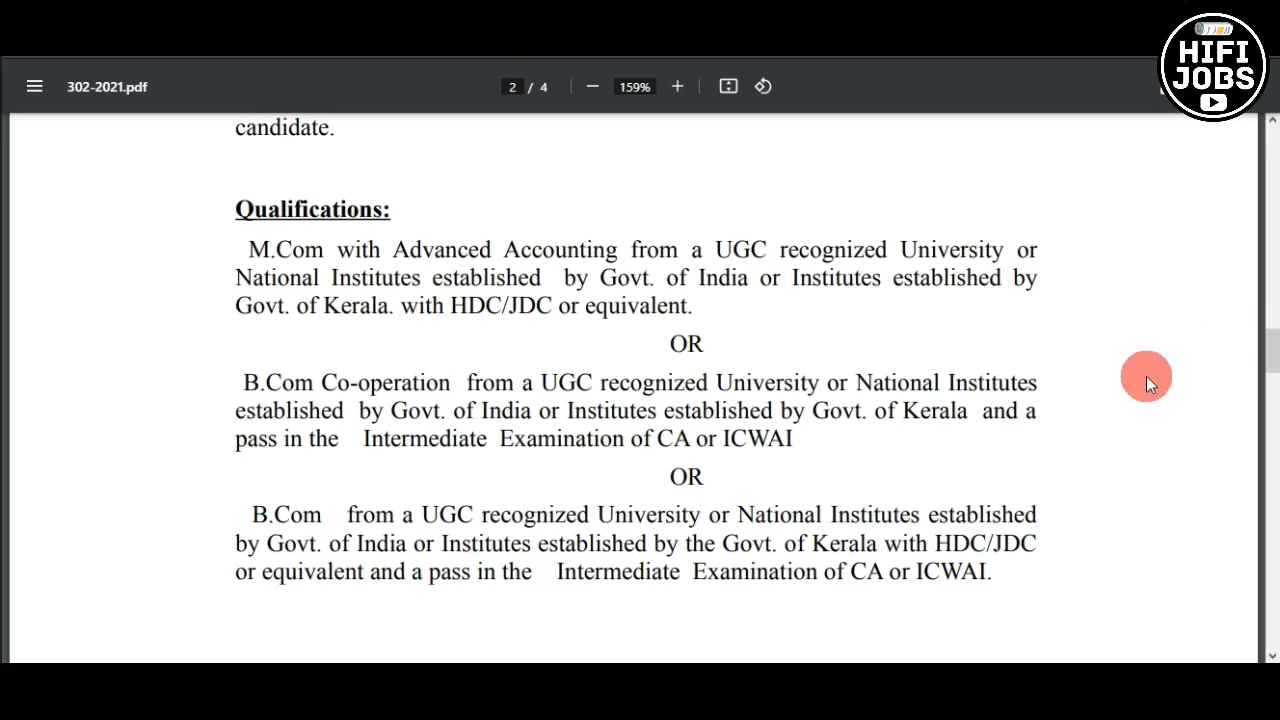 HIFI
JOBS
302-2021.pdf
2 / 4
159%
candidate.
Qualifications:
M.Com with Advanced Accounting from a UGC recognized University or
National Institutes established by Govt. of India or Institutes established by
Govt. of Kerala. with HDC/JDC or equivalent.
OR
B.Com Co-operation from a UGC recognized University or National Institutes
established by Govt. of India or Institutes established by Govt. of Kerala and a
pass in the Intermediate Examination of CA or ICWAI
OR
B.Com from a UGC recognized University or National Institutes established
by Govt. of India or Institutes established by the Govt. of Kerala with HDC/JDC
or equivalent and a pass in the Intermediate Examination of CA or ICWAI.